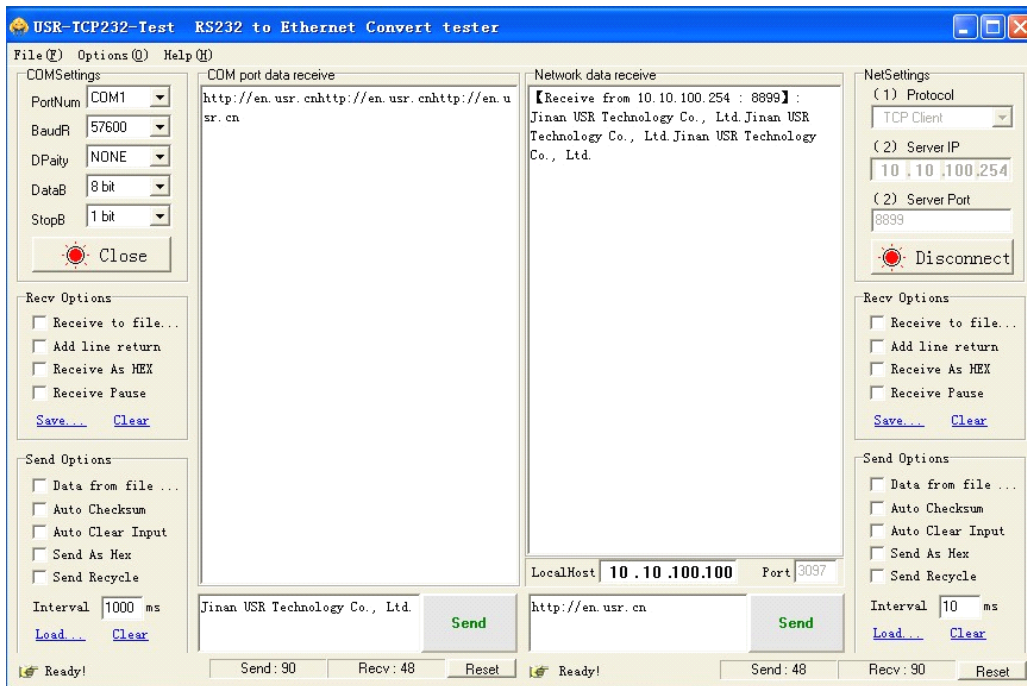 USR-TCP232-Test RS232 to Ethernet Convert tester
File(F) Options(O) Help(H)
COMSettings
PortNum COM1
BaudR 57600
DPaity NONE
DataB 8 bit
StopB 1 bit
Close
Recv Options
Receive to file...
Add line return
Receive As HEX
Receive Pause
Save... Clear
Send Options
Data from file ...
Auto Checksum
Auto Clear Input
Send As Hex
Send Recycle
Interval 1000 ms
Load... Clear
Ready!
COM port data receive
http://en.usr.cnhttp://en.usr.cnhttp://en.u
sr.cn
Jinan USR Technology Co., Ltd.
Send
Send : 90 Recv : 48 Reset
Network data receive
【Receive from 10.10.100.254 : 8899】:
Jinan USR Technology Co., Ltd.Jinan USR
Technology Co., Ltd.Jinan USR Technology
Co., Ltd.
LocalHost 10 .10 .100.100 Port 3097
http://en.usr.cn
Send
Ready! Send : 48 Recv : 90 Reset
NetSettings
(1) Protocol
TCP Client
(2) Server IP
10 .10 .100.254
(2) Server Port
8899
Disconnect
Recv Options
Receive to file...
Add line return
Receive As HEX
Receive Pause
Save... Clear
Send Options
Data from file ...
Auto Checksum
Auto Clear Input
Send As Hex
Send Recycle
Interval 10 ms
Load... Clear